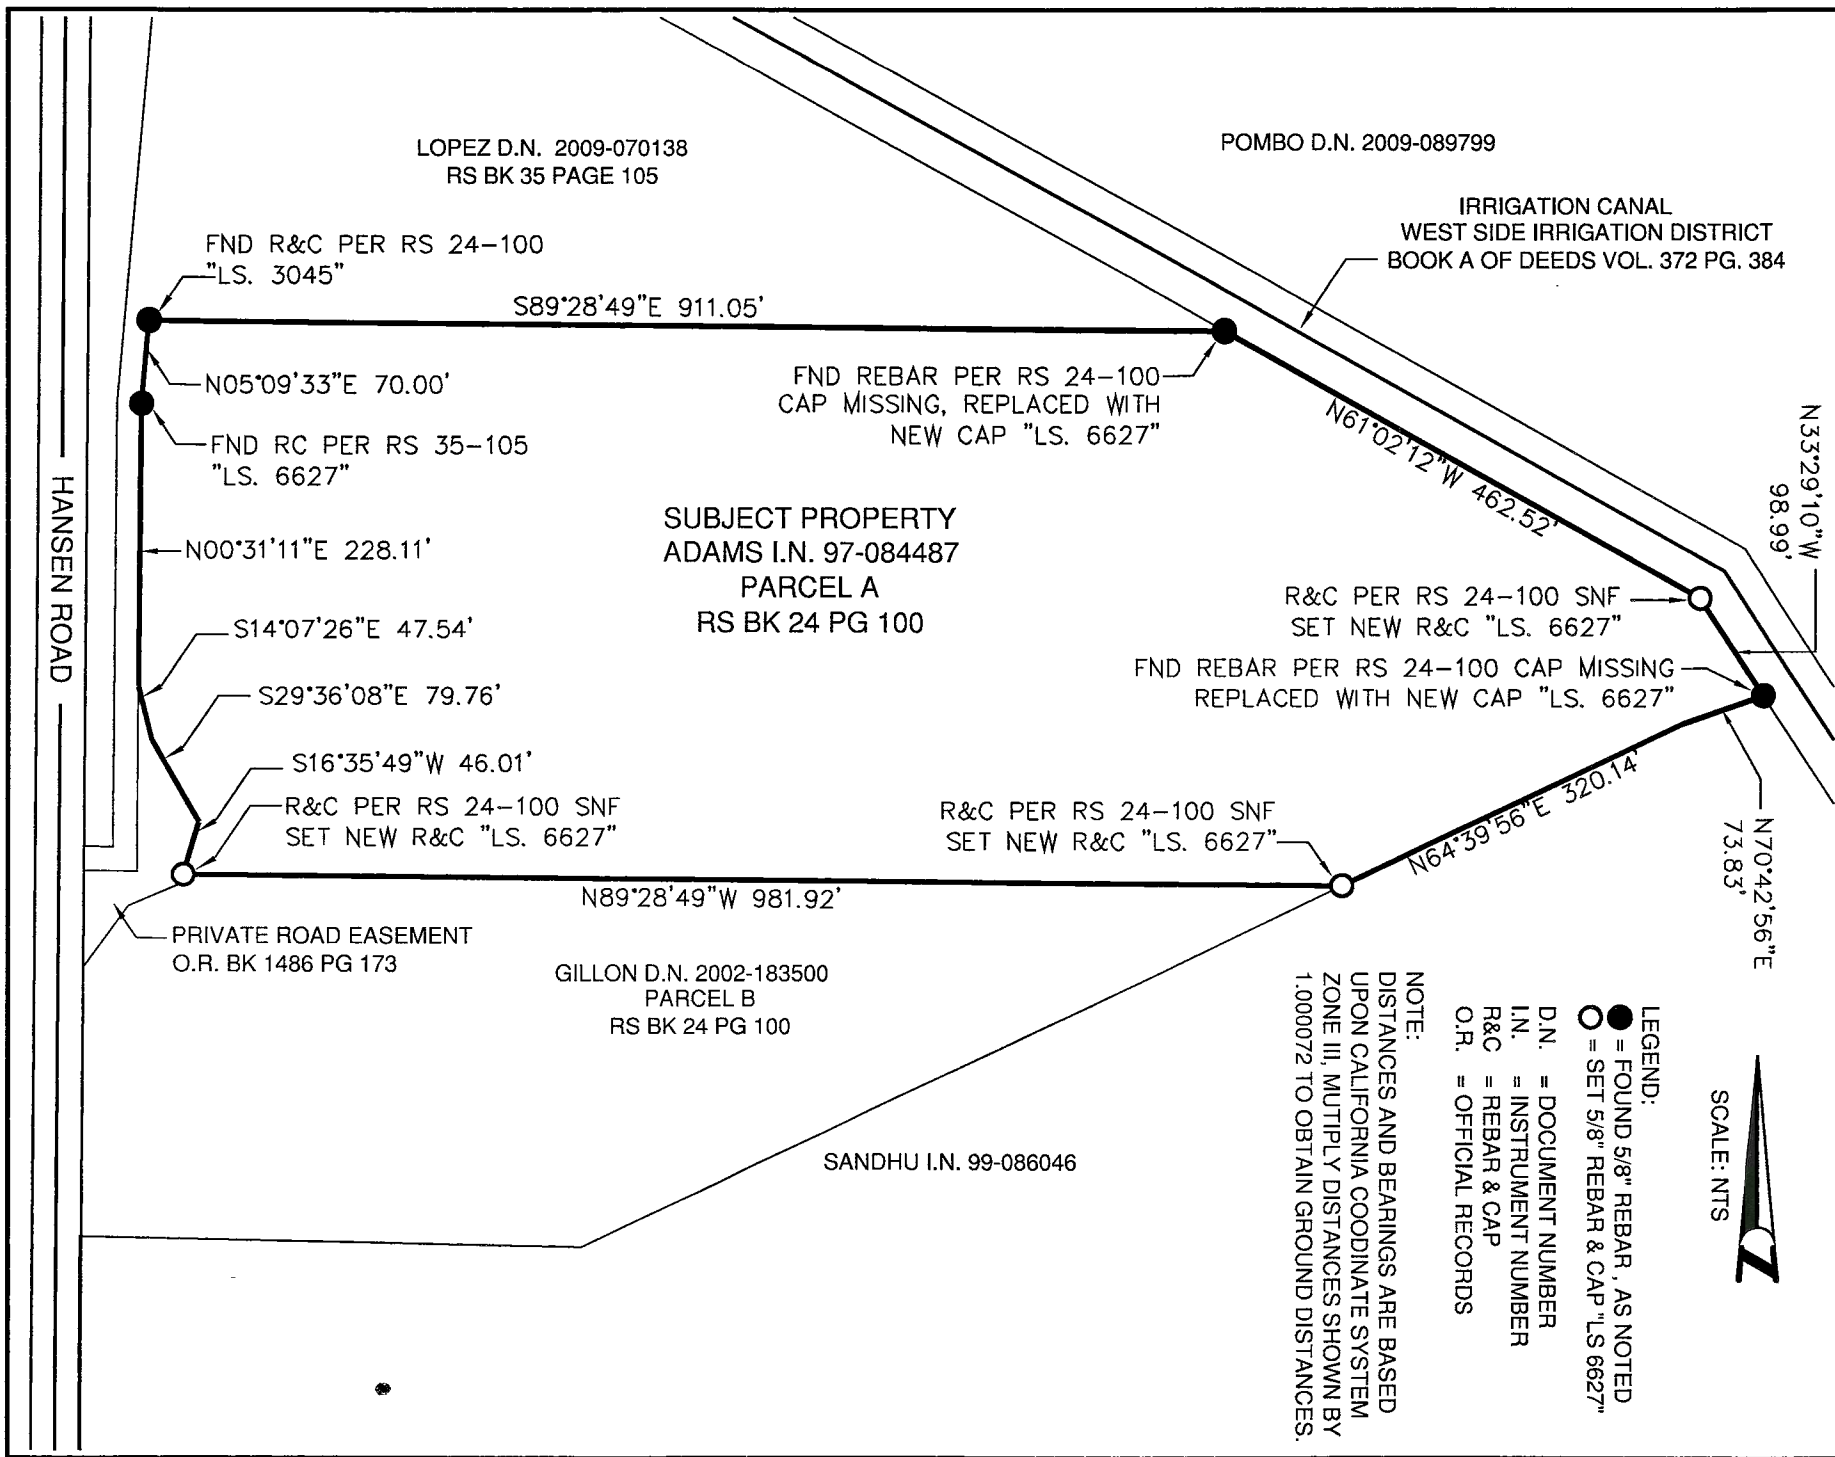 LOPEZ D.N. 2009-070138
RS BK 35 PAGE 105
POMBO D.N. 2009-089799
IRRIGATION CANAL
WEST SIDE IRRIGATION DISTRICT
BOOK A OF DEEDS VOL. 372 PG. 384
FND R&C PER RS 24-100
"LS. 3045"
S89°28'49"E 911.05'
N05°09'33"E 70.00'
FND RC PER RS 35-105
"LS. 6627"
FND REBAR PER RS 24-100
CAP MISSING, REPLACED WITH
NEW CAP "LS. 6627"
N61°02'12"W 462.52'
N33°29'10"W
98.99'
HANSEN ROAD
N00°31'11"E 228.11'
SUBJECT PROPERTY
ADAMS I.N. 97-084487
PARCEL A
RS BK 24 PG 100
R&C PER RS 24-100 SNF
SET NEW R&C "LS. 6627"
S14°07'26"E 47.54'
FND REBAR PER RS 24-100 CAP MISSING
REPLACED WITH NEW CAP "LS. 6627"
S29°36'08"E 79.76'
S16°35'49"W 46.01'
R&C PER RS 24-100 SNF
SET NEW R&C "LS. 6627"
R&C PER RS 24-100 SNF
SET NEW R&C "LS. 6627"
N64°39'56"E 320.14'
N70°42'56"E
73.83'
N89°28'49"W 981.92'
PRIVATE ROAD EASEMENT
O.R. BK 1486 PG 173
GILLON D.N. 2002-183500
PARCEL B
RS BK 24 PG 100
SANDHU I.N. 99-086046
LEGEND:
= FOUND 5/8" REBAR , AS NOTED
= SET 5/8" REBAR & CAP "LS 6627"
D.N. = DOCUMENT NUMBER
I.N. = INSTRUMENT NUMBER
R&C = REBAR & CAP
O.R. = OFFICIAL RECORDS
NOTE:
DISTANCES AND BEARINGS ARE BASED
UPON CALIFORNIA COODINATE SYSTEM
ZONE III, MUTIPLY DISTANCES SHOWN BY
1.000072 TO OBTAIN GROUND DISTANCES.
SCALE: NTS
Z